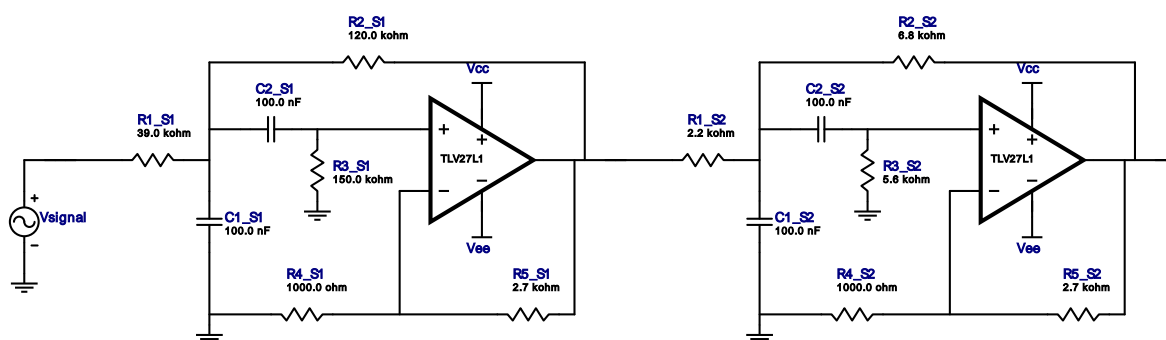 R2_S1
120.0 kohm
Vcc
C2_S1
100.0 nF
R1_S1
39.0 kohm
+
+
TLV27L1
R3_S1
150.0 kohm
−
−
+
Vsignal
−
C1_S1
100.0 nF
Vee
R4_S1
1000.0 ohm
R5_S1
2.7 kohm
R2_S2
6.8 kohm
Vcc
C2_S2
100.0 nF
R1_S2
2.2 kohm
+
+
TLV27L1
R3_S2
5.6 kohm
−
−
C1_S2
100.0 nF
Vee
R4_S2
1000.0 ohm
R5_S2
2.7 kohm